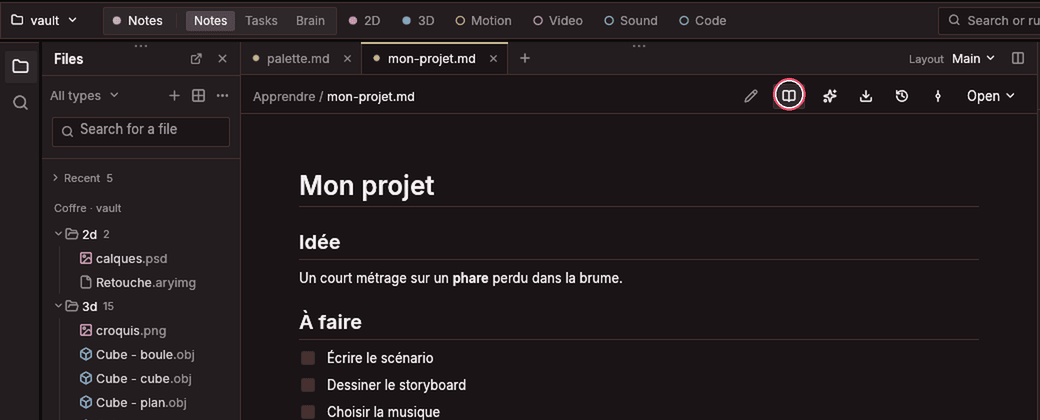 vault Notes Notes Tasks Brain 2D 3D Motion Video Sound Code Search or ru
Files palette.md mon-projet.md Layout Main
All types Apprendre / mon-projet.md Open
Search for a file
Recent 5
Mon projet
Coffre · vault
2d 2
Idée
calques.psd
Un court métrage sur un phare perdu dans la brume.
Retouche.aryimg
3d 15
À faire
croquis.png
Cube - boule.obj
Écrire le scénario
Cube - cube.obj
Dessiner le storyboard
Cube - plan.obj
Choisir la musique